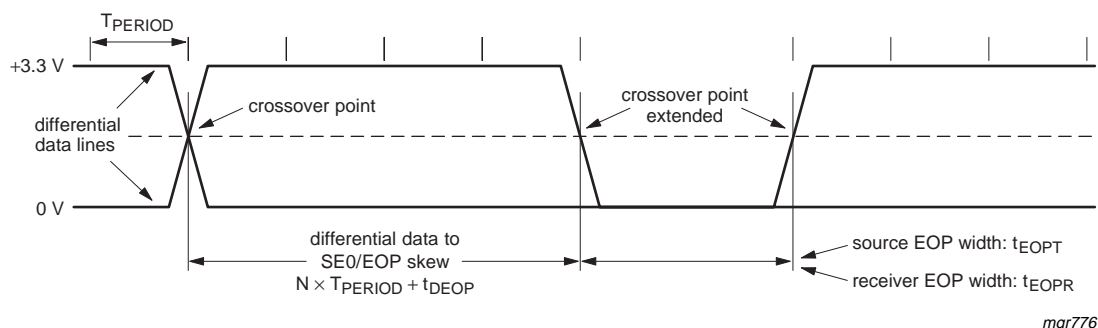 TPERIOD
+3.3 V
crossover point
crossover point
extended
differential
data lines
0 V
differential data to
SE0/EOP skew
N × TPERIOD + tDEOP
source EOP width: tEOPT
receiver EOP width: tEOPR
mgr776